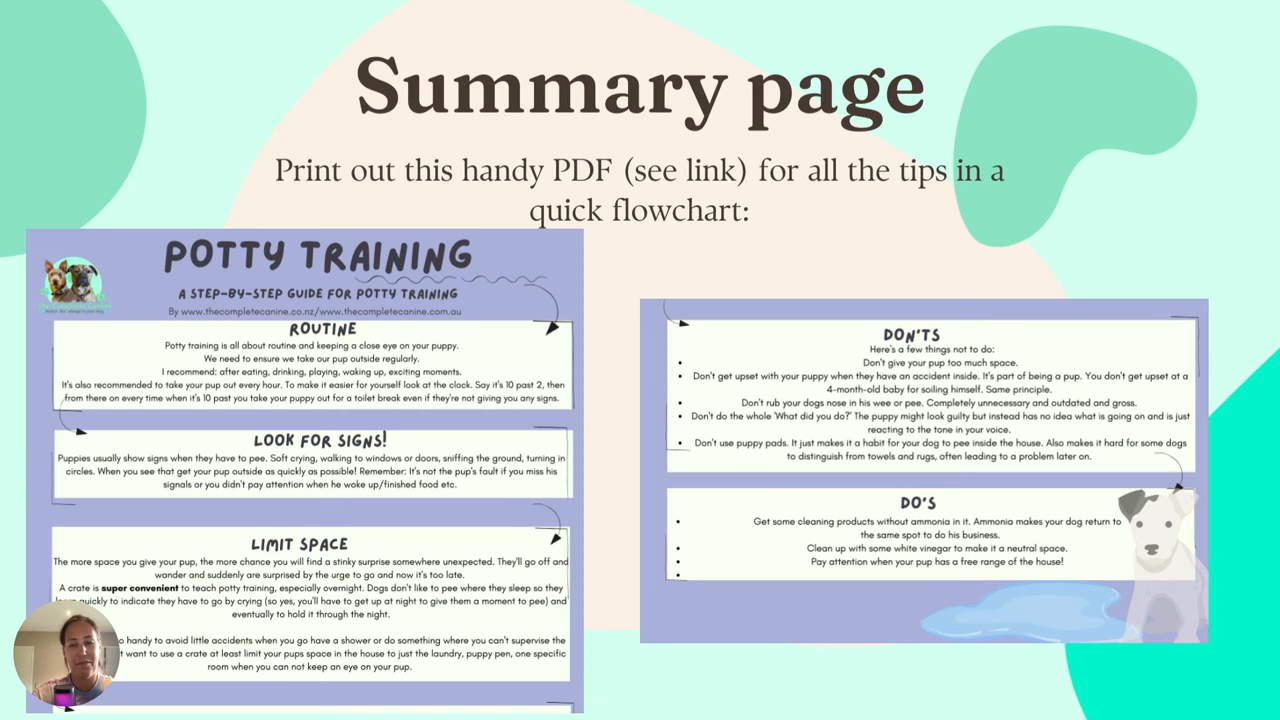 Summary page
Print out this handy PDF (see link) for all the tips in a
quick flowchart:
POTTY TRAINING
A STEP-BY-STEP GUIDE FOR POTTY TRAINING
By www.thecompletecanine.co.nz/www.thecompletecanine.com.au
ROUTINE
Potty training is all about routine and keeping a close eye on your puppy.
We need to ensure we take our pup outside regularly.
I recommend: after eating, drinking, playing, waking up, exciting moments.
It's also recommended to take your pup out every hour. To make it easier for yourself look at the clock. Say it's 10 past 2, then
from there on every time when it's 10 past you take your puppy out for a toilet break even if they're not giving you any signs.
LOOK FOR SIGNS!
Puppies usually show signs when they have to pee. Soft crying, walking to windows or doors, sniffing the ground, turning in
circles. When you see that get your pup outside as quickly as possible! Remember: It's not the pup's fault if you miss his
signals or you didn't pay attention when he woke up/finished food etc.
LIMIT SPACE
The more space you give your pup, the more chance you will find a stinky surprise somewhere unexpected. They'll go off and
wander and suddenly are surprised by the urge to go and now it's too late.
A crate is super convenient to teach potty training, especially overnight. Dogs don't like to pee where they sleep so they
quickly to indicate they have to go by crying (so yes, you'll have to get up at night to give them a moment to pee) and
eventually to hold it through the night.
handy to avoid little accidents when you go have a shower or do something where you can't supervise the
want to use a crate at least limit your pups space in the house to just the laundry, puppy pen, one specific
room when you can not keep an eye on your pup.
DON'TS
Here's a few things not to do:
• Don't give your pup too much space.
• Don't get upset with your puppy when they have an accident inside. It's part of being a pup. You don't get upset at a
4-month-old baby for soiling himself. Same principle.
• Don't rub your dogs nose in his wee or pee. Completely unnecessary and outdated and gross.
• Don't do the whole 'What did you do?' The puppy might look guilty but instead has no idea what is going on and is just
reacting to the tone in your voice.
• Don't use puppy pads. It just makes it a habit for your dog to pee inside the house. Also makes it hard for some dogs
to distinguish from towels and rugs, often leading to a problem later on.
DO'S
• Get some cleaning products without ammonia in it. Ammonia makes your dog return to
the same spot to do his business.
• Clean up with some white vinegar to make it a neutral space.
• Pay attention when your pup has a free range of the house!
•